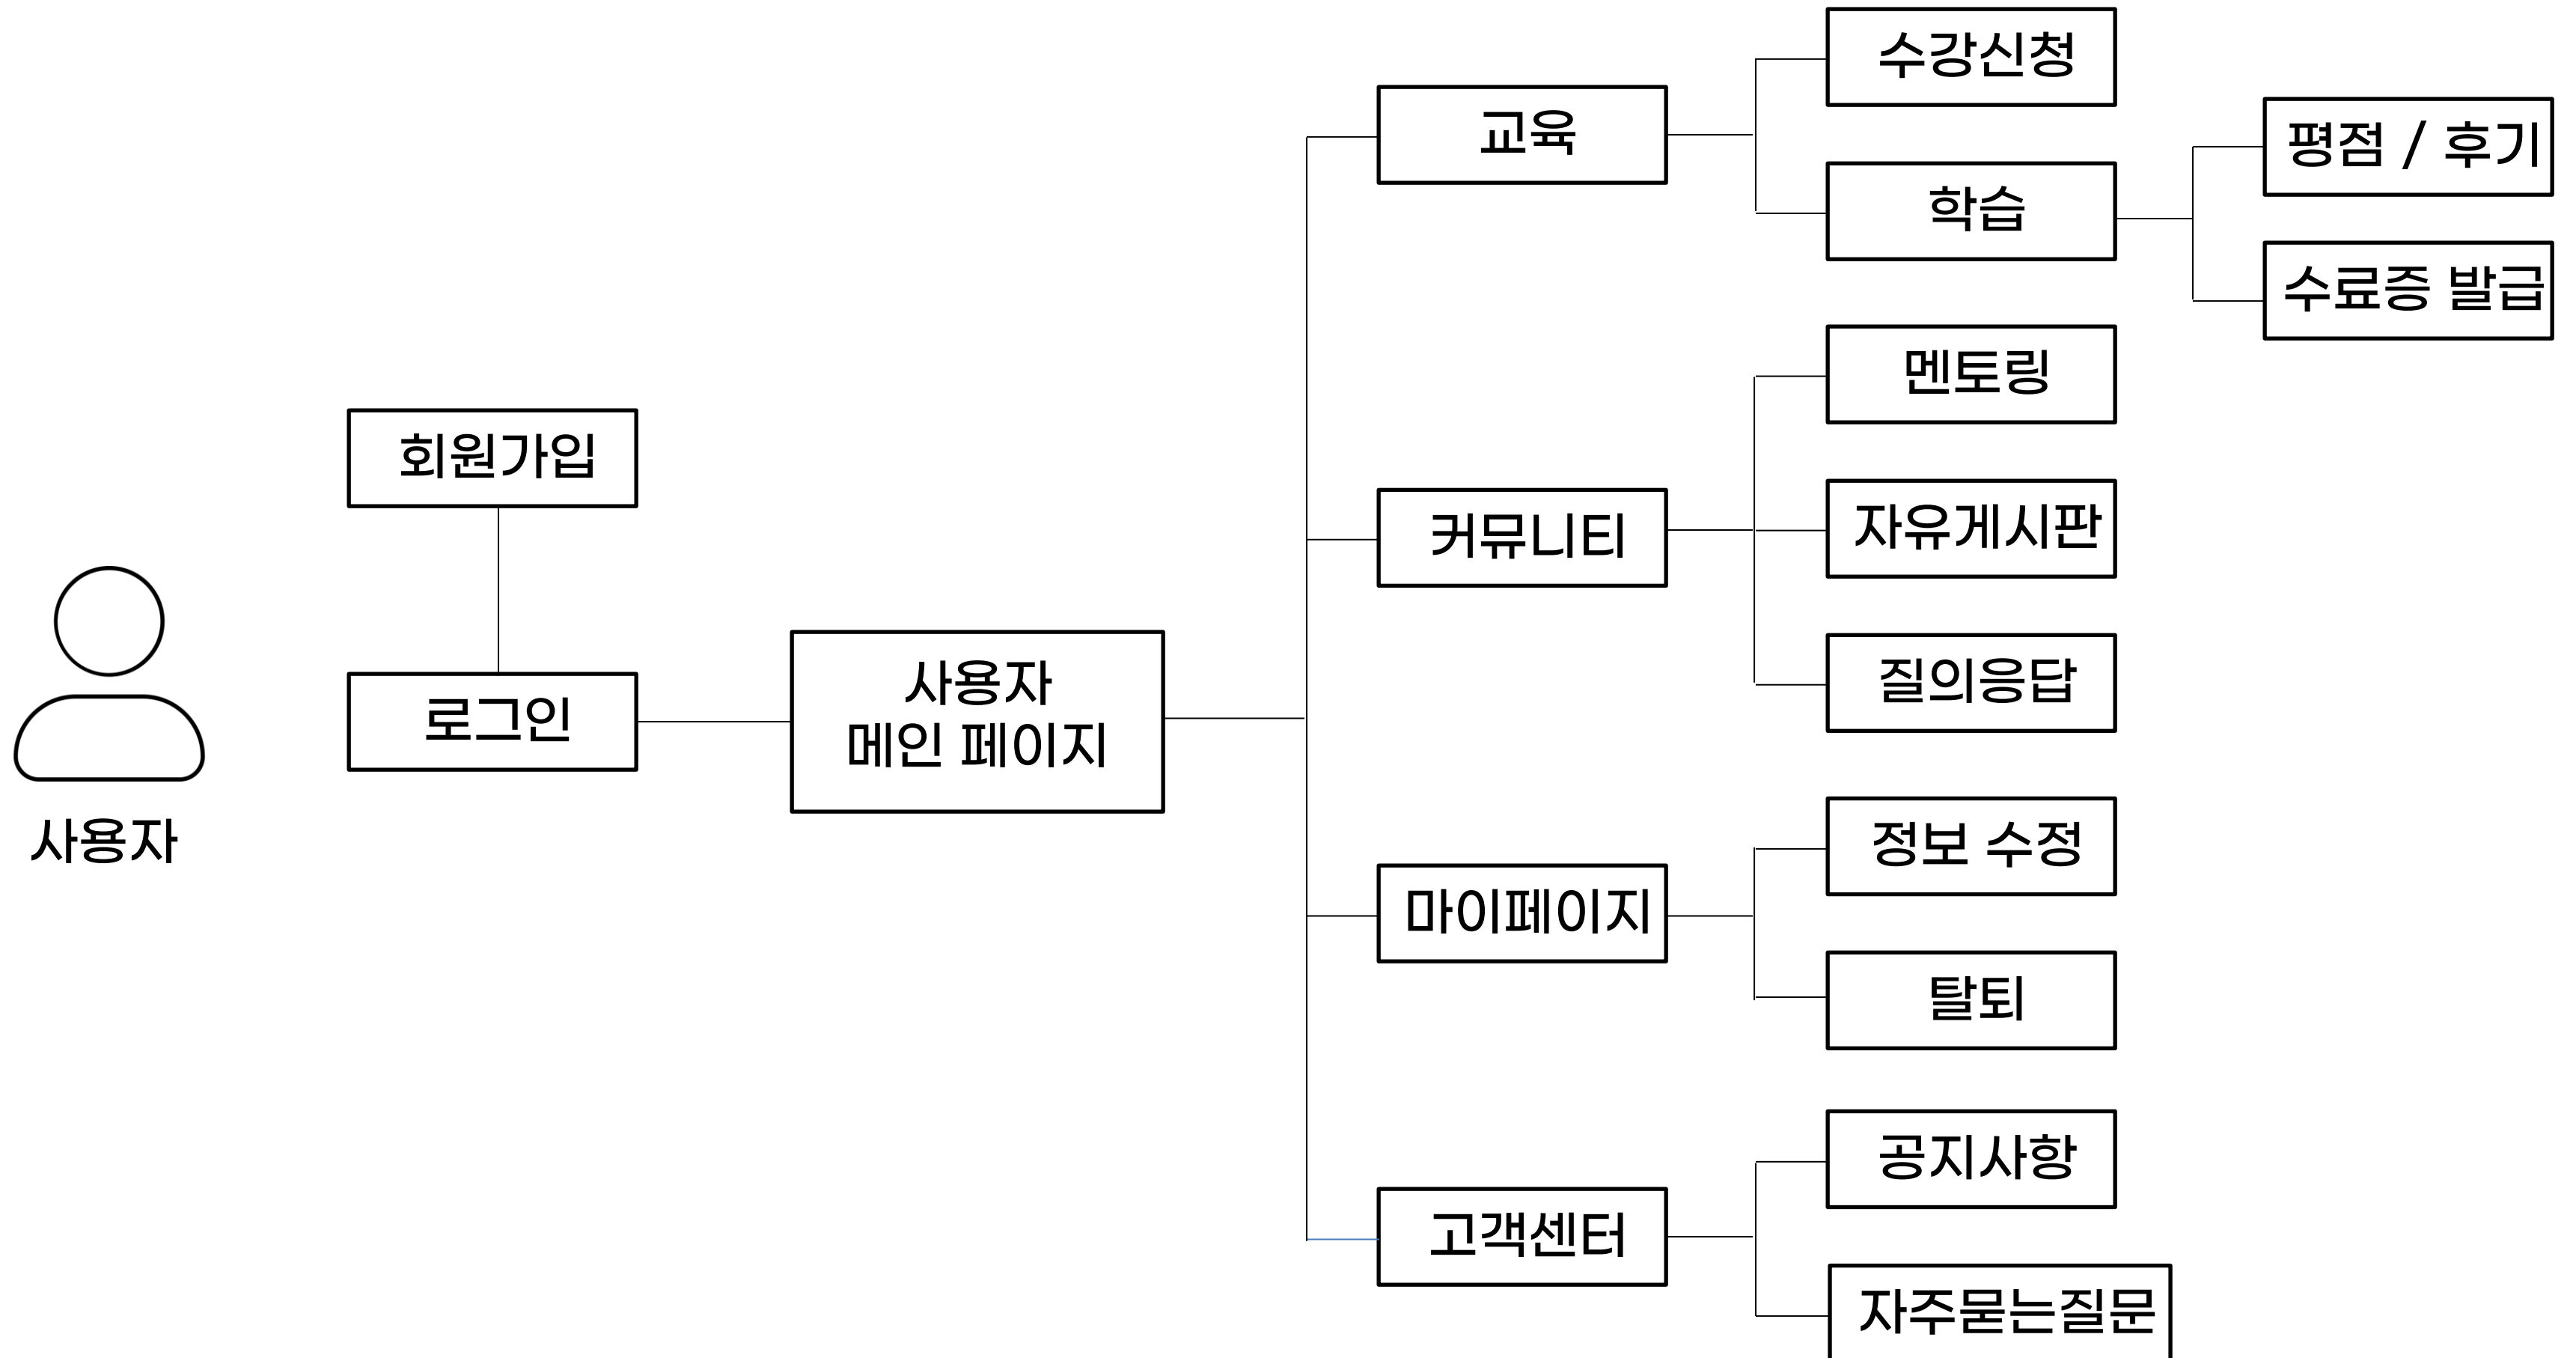 사용자
회원가입
로그인
사용자
메인 페이지
교육
수강신청
학습
평점 / 후기
수료증 발급
커뮤니티
멘토링
자유게시판
질의응답
마이페이지
정보 수정
탈퇴
고객센터
공지사항
자주묻는질문